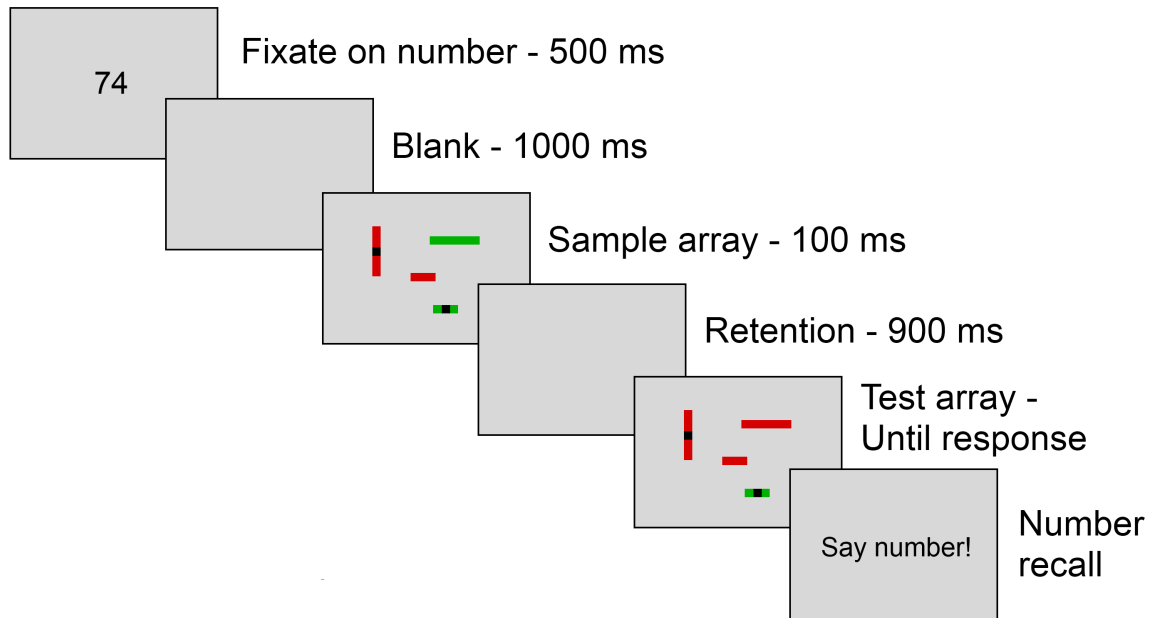 74
Fixate on number - 500 ms
Blank - 1000 ms
Sample array - 100 ms
Retention - 900 ms
Test array -
Until response
Say number!
Number
recall